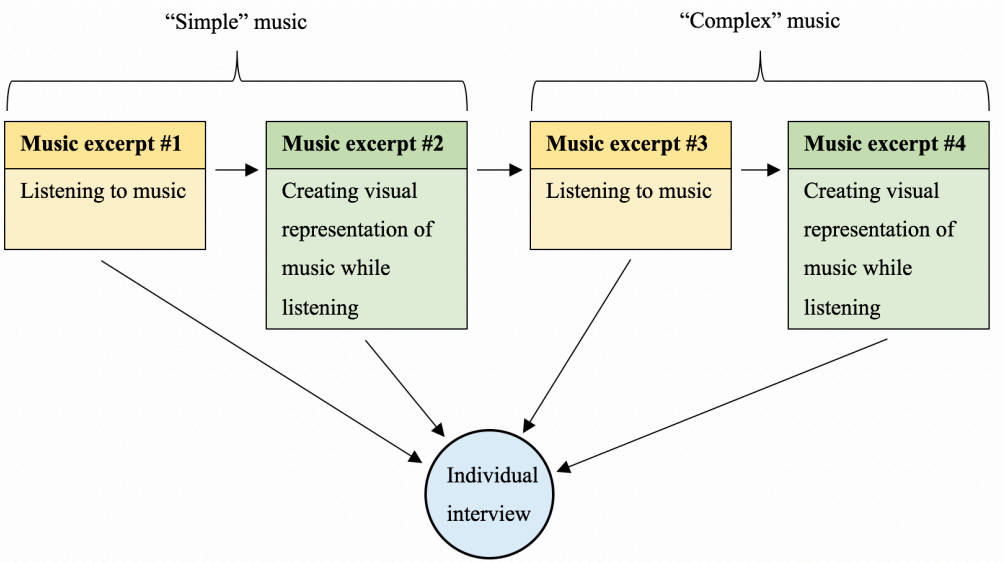 “Simple” music
“Complex” music
Music excerpt #1
Listening to music
Music excerpt #2
Creating visual
representation of
music while
listening
Music excerpt #3
Listening to music
Music excerpt #4
Creating visual
representation of
music while
listening
Individual
interview